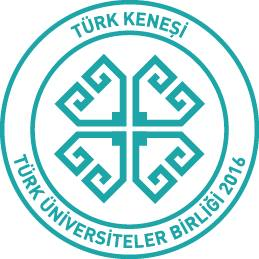 TÜRK KENEŞİ
TÜRK ÜNİVERSİTELER BİRLİĞİ 2016